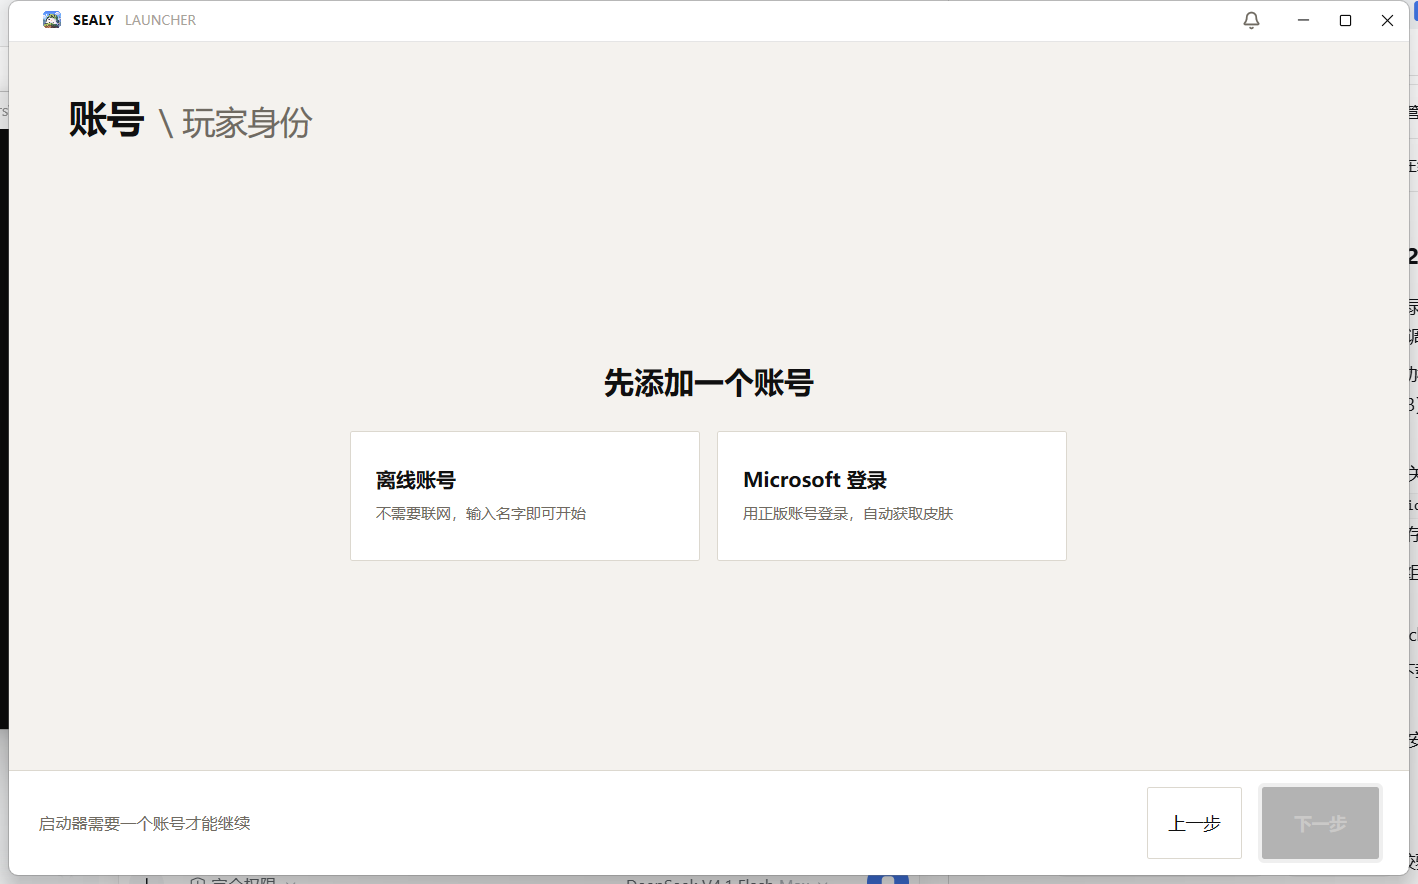 SEALY LAUNCHER
账号 \ 玩家身份
先添加一个账号
离线账号
不需要联网，输入名字即可开始
Microsoft 登录
用正版账号登录，自动获取皮肤
启动器需要一个账号才能继续
上一步
下一步